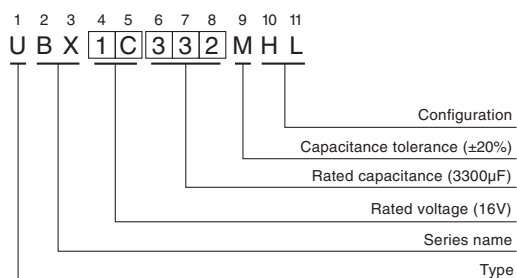 1 2 3 4 5 6 7 8 9 10 11
U B X 1 C 3 3 2 M H L
Configuration
Capacitance tolerance (±20%)
Rated capacitance (3300µF)
Rated voltage (16V)
Series name
Type